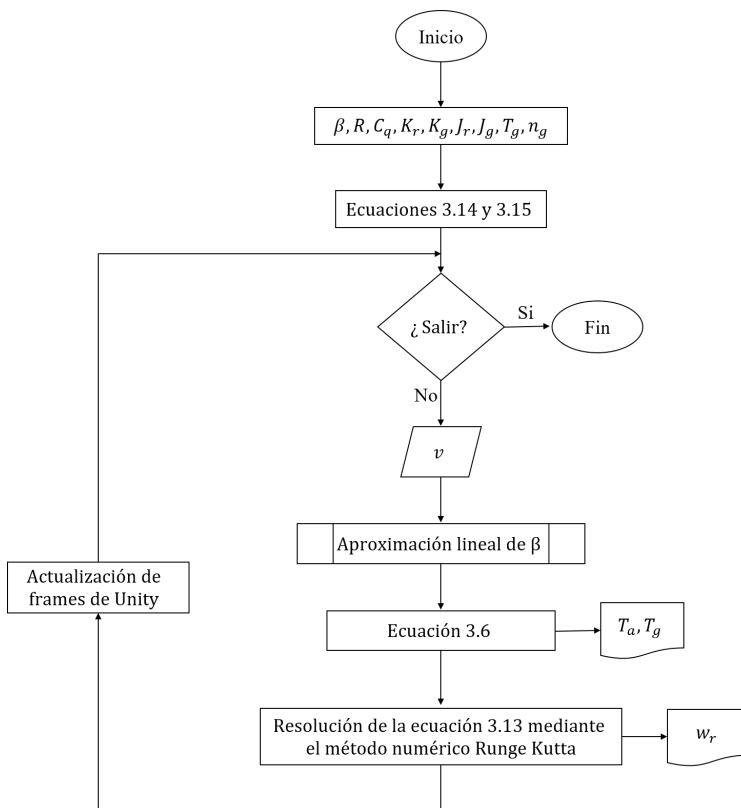 Inicio
β, R, C_q, K_r, K_g, J_r, J_g, T_g, n_g
Ecuaciones 3.14 y 3.15
¿Salir?
Si
Fin
No
v
Aproximación lineal de β
Actualización de
frames de Unity
Ecuación 3.6
T_a, T_g
Resolución de la ecuación 3.13 mediante
el método numérico Runge Kutta
w_r